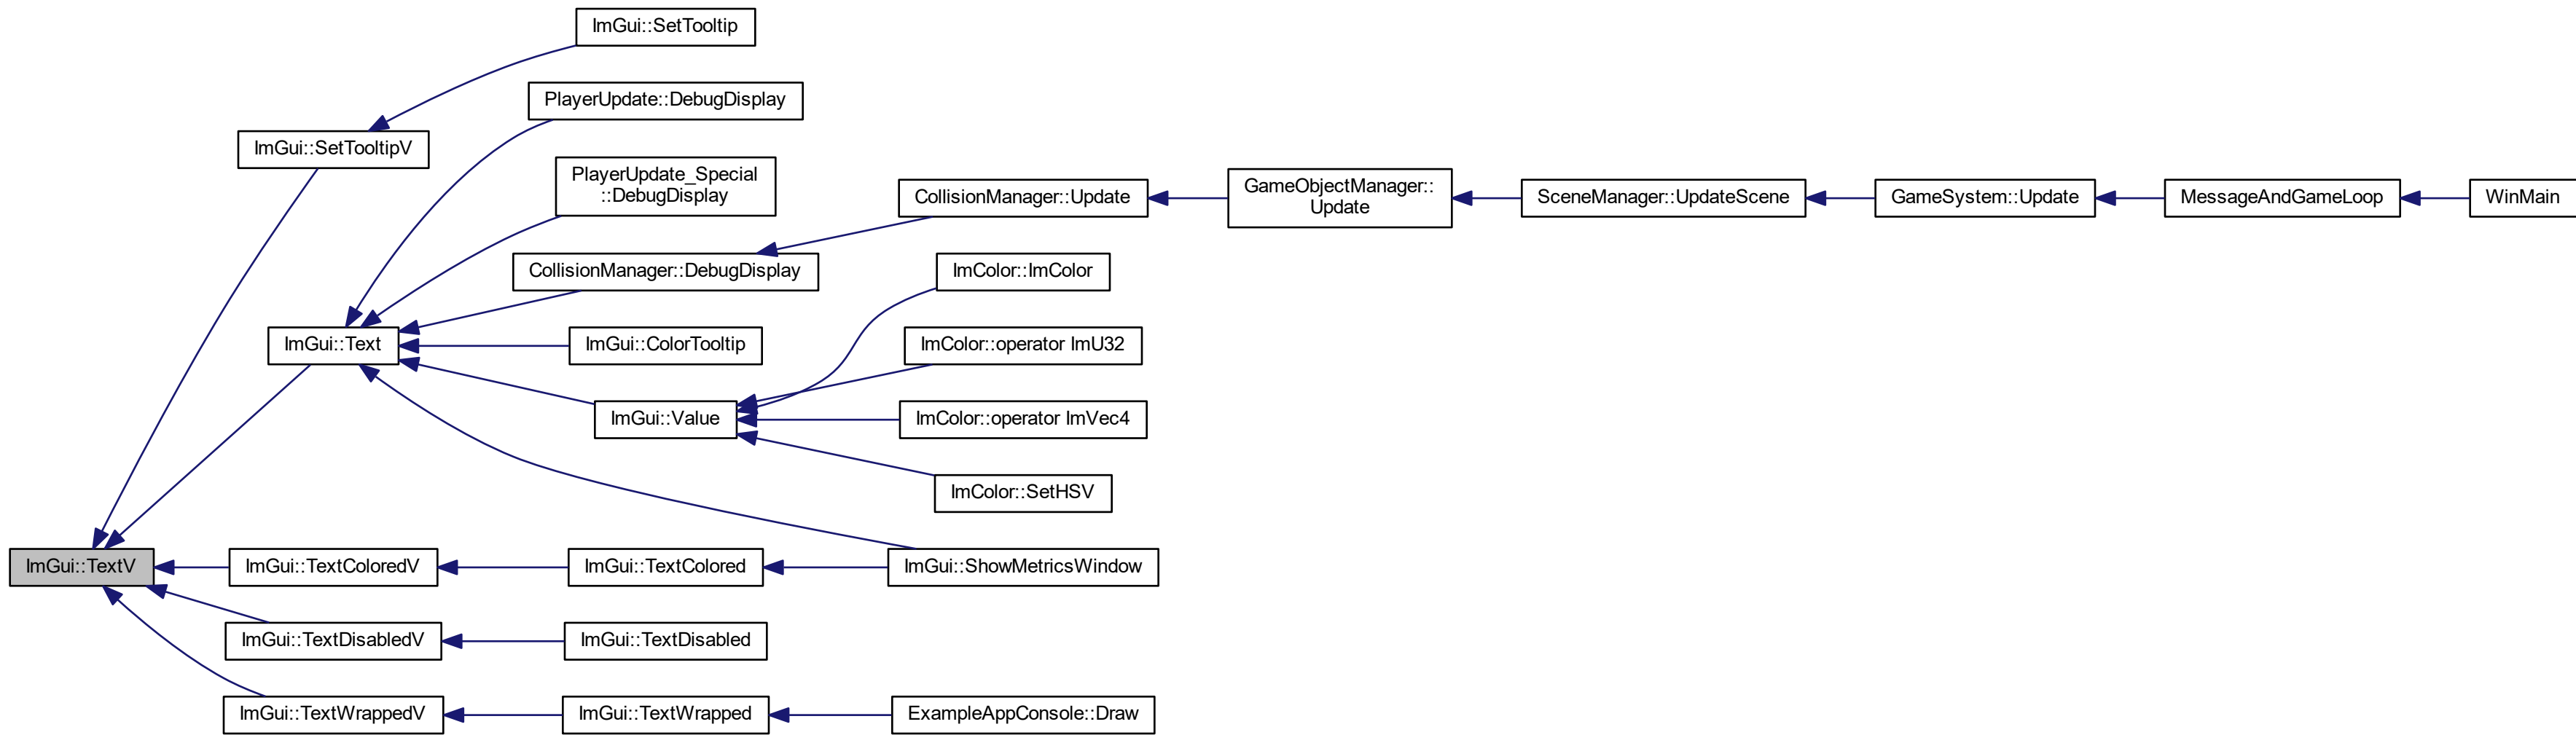 ImGui::SetTooltip
PlayerUpdate::DebugDisplay
ImGui::SetTooltipV
PlayerUpdate_Special
::DebugDisplay
CollisionManager::Update
GameObjectManager::
Update
SceneManager::UpdateScene
GameSystem::Update
MessageAndGameLoop
WinMain
CollisionManager::DebugDisplay
ImColor::ImColor
ImGui::Text
ImGui::ColorTooltip
ImColor::operator ImU32
ImGui::Value
ImColor::operator ImVec4
ImColor::SetHSV
ImGui::TextV
ImGui::TextColoredV
ImGui::TextColored
ImGui::ShowMetricsWindow
ImGui::TextDisabledV
ImGui::TextDisabled
ImGui::TextWrappedV
ImGui::TextWrapped
ExampleAppConsole::Draw